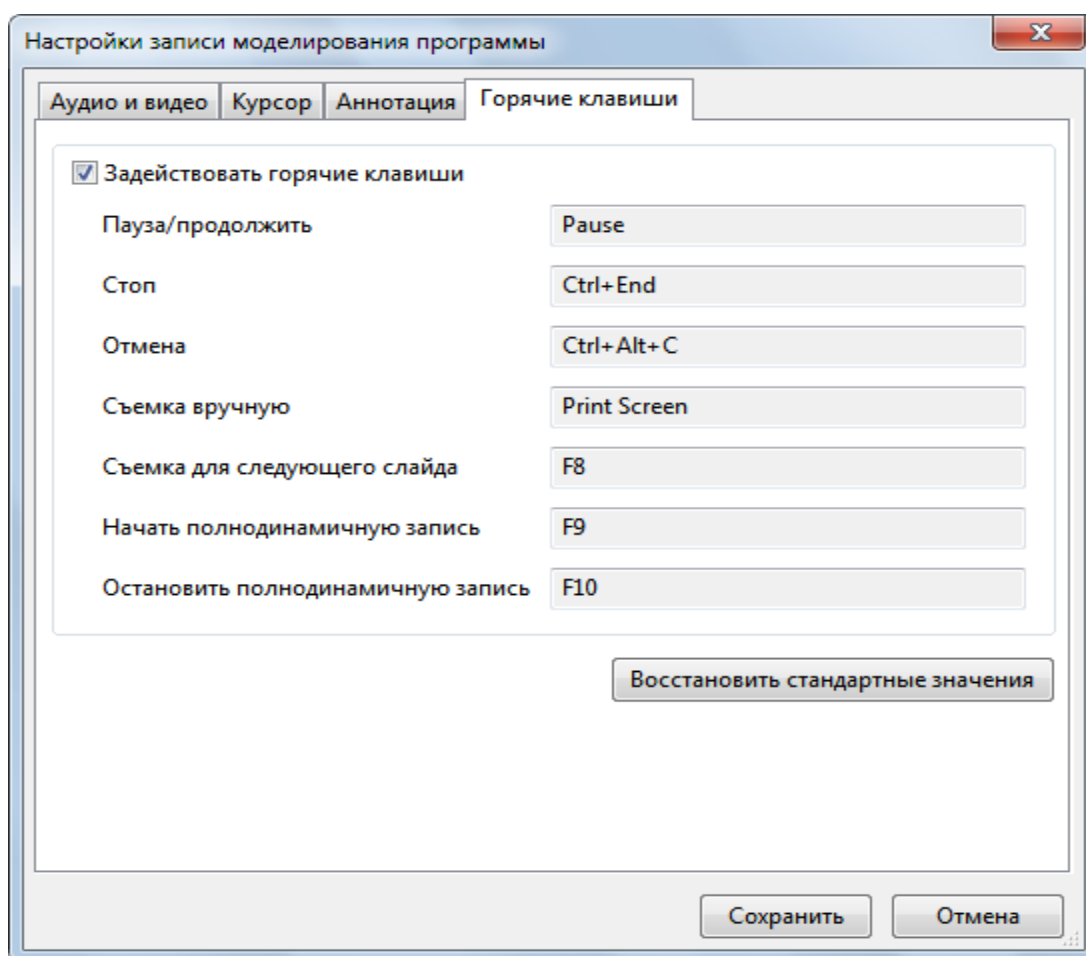 Настройки записи моделирования программы
Аудио и видео Курсор Аннотация Горячие клавиши
Задействовать горячие клавиши
Пауза/продолжить Pause
Стоп Ctrl+End
Отмена Ctrl+Alt+C
Съемка вручную Print Screen
Съемка для следующего слайда F8
Начать полнодинамичную запись F9
Остановить полнодинамичную запись F10
Восстановить стандартные значения
Сохранить Отмена